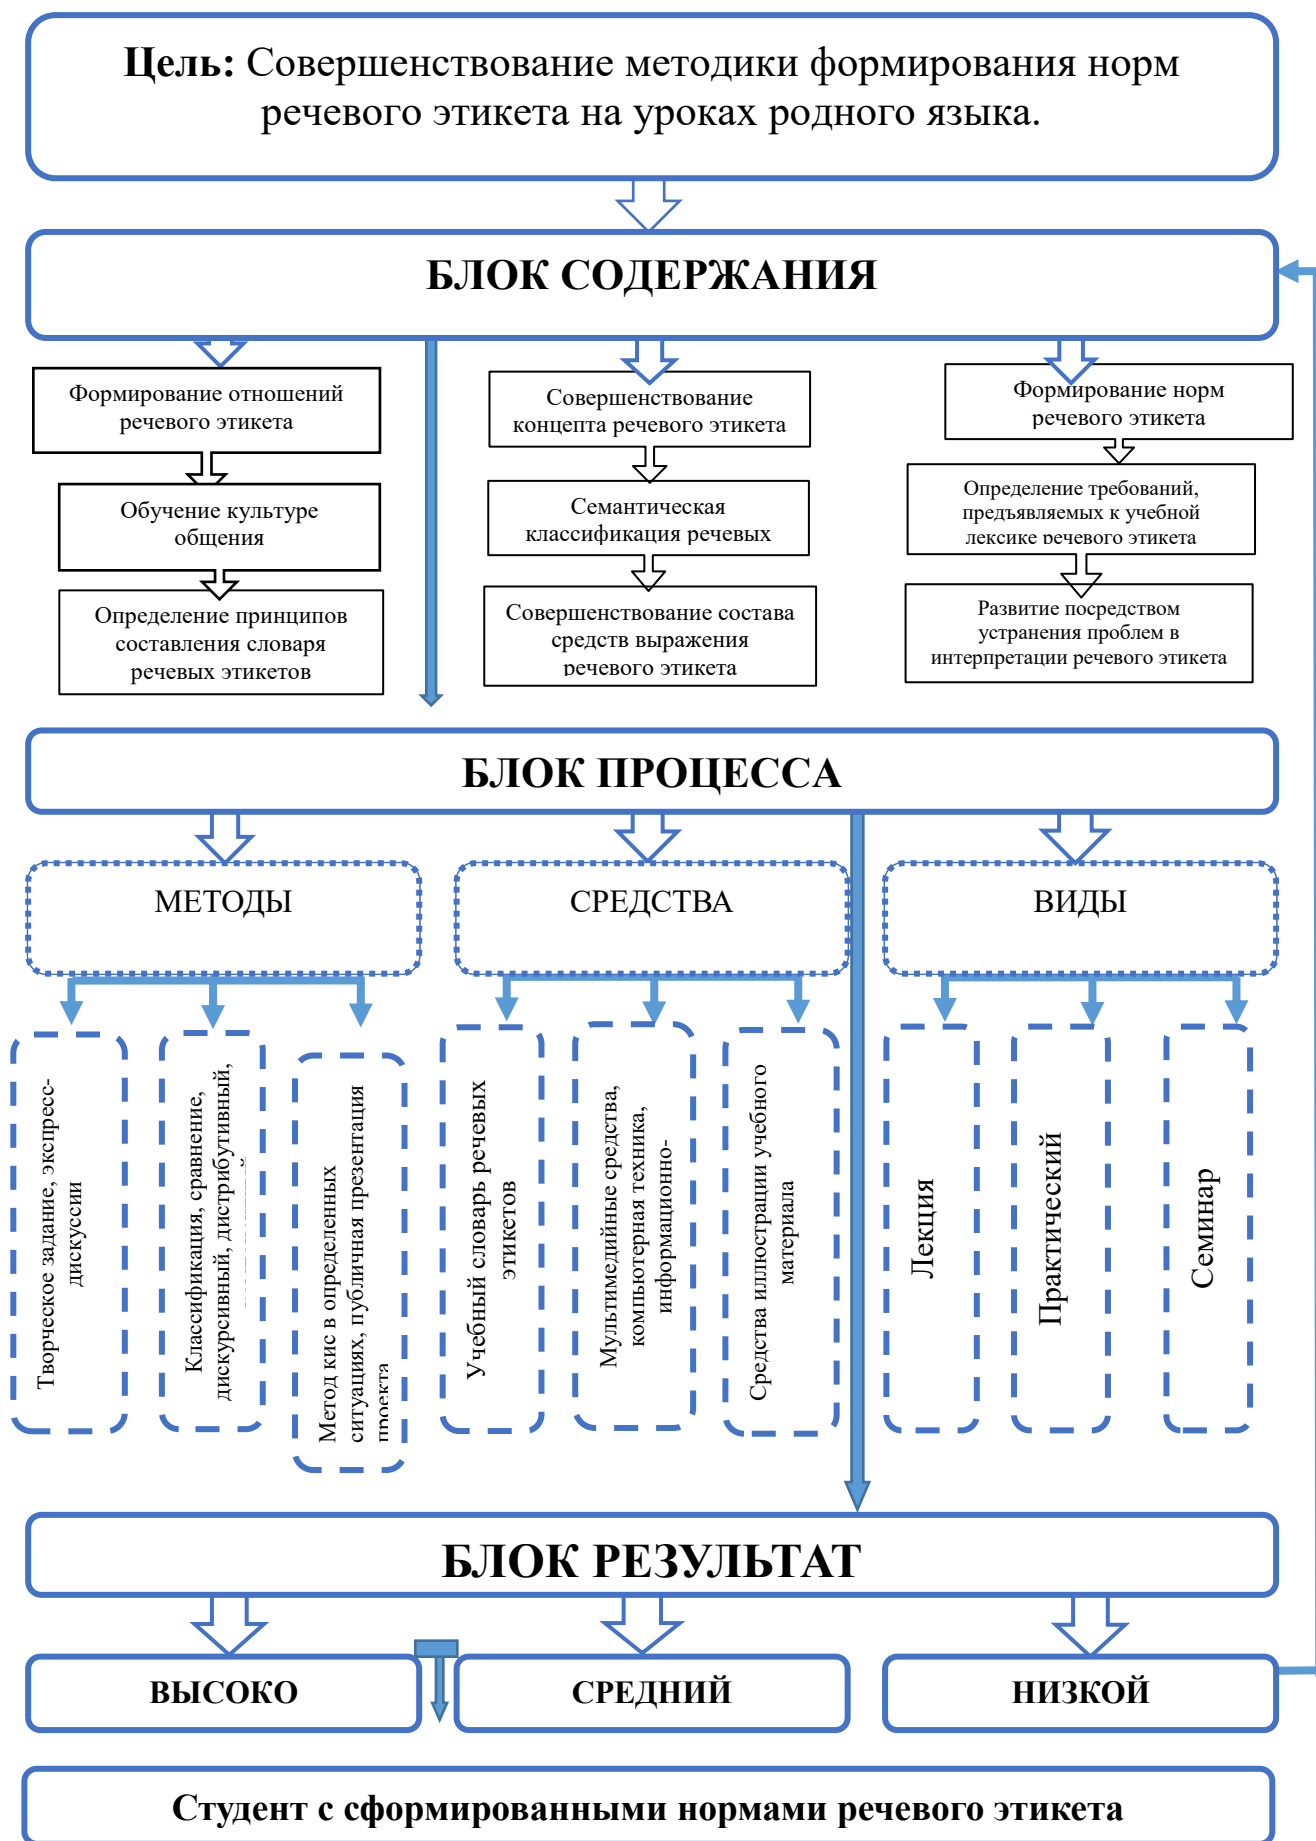 Цель: Совершенствование методики формирования норм
речевого этикета на уроках родного языка.
БЛОК СОДЕРЖАНИЯ
Формирование отношений
речевого этикета
Обучение культуре
общения
Определение принципов
составления словаря
речевых этикетов
Совершенствование
концепта речевого этикета
Семантическая
классификация речевых
Совершенствование состава
средств выражения
речевого этикета
Формирование норм
речевого этикета
Определение требований,
предъявляемых к учебной
лексике речевого этикета
Развитие посредством
устранения проблем в
интерпретации речевого этикета
БЛОК ПРОЦЕССА
МЕТОДЫ
СРЕДСТВА
ВИДЫ
Творческое задание, экспресс-
дискуссии
Классификация, сравнение,
дискурсивный, дистрибутивный,
Метод кис в определенных
ситуациях, публичная презентация
проекта
Учебный словарь речевых
этикетов
Мультимедийные средства,
компьютерная техника,
информационно-
Средства иллюстрации учебного
материала
Лекция
Практический
Семинар
БЛОК РЕЗУЛЬТАТ
ВЫСОКО
СРЕДНИЙ
НИЗКОЙ
Студент с сформированными нормами речевого этикета